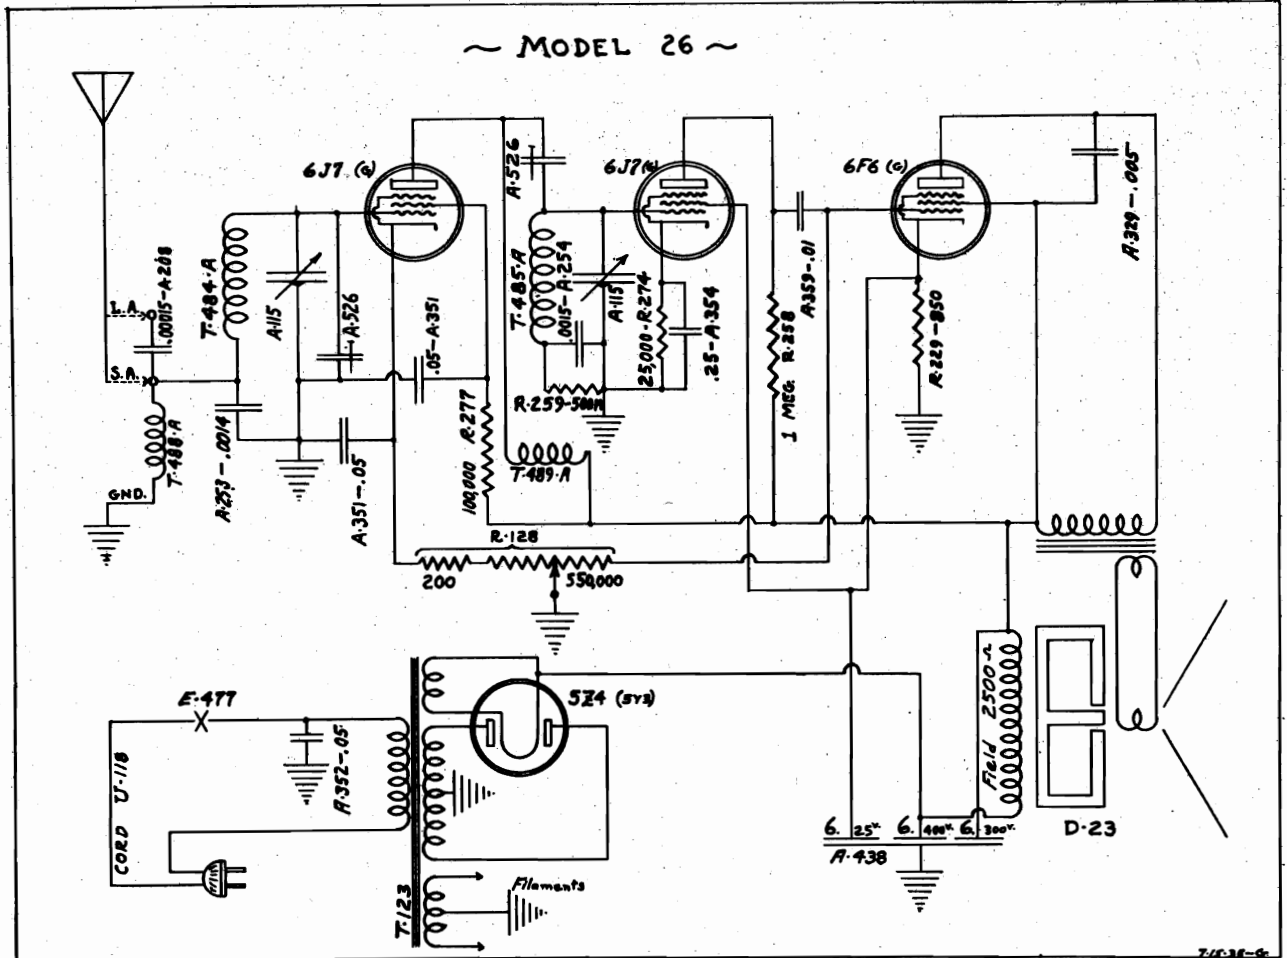 ~ MODEL 26 ~
6J7 (G)
A.526
6J7 (G)
6F6 (G)
A.329-.005
L.A.
S.A.
.00015-A.208
T.484.A
A.115
A.526
.05-A.351
T.485.A
.0015-A.254
A.115
25,000-R.274
.25-A.354
1 MEG. R.258
A.359-.01
R.229-850
T.488.A
A.253-.0014
GND.
A.351-.05
100,000 R.277
R.259-500M
T.489.A
R.128
200
550,000
E.477
CORD U.118
A.352-.05
5Z4 (5Y3)
Field 2500Ω
D-23
6. 25V. 6. 400V. 6. 300V.
A.438
T.123
Filaments